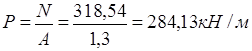 P = N/A = 318,54/1,3 = 284,13кН / м